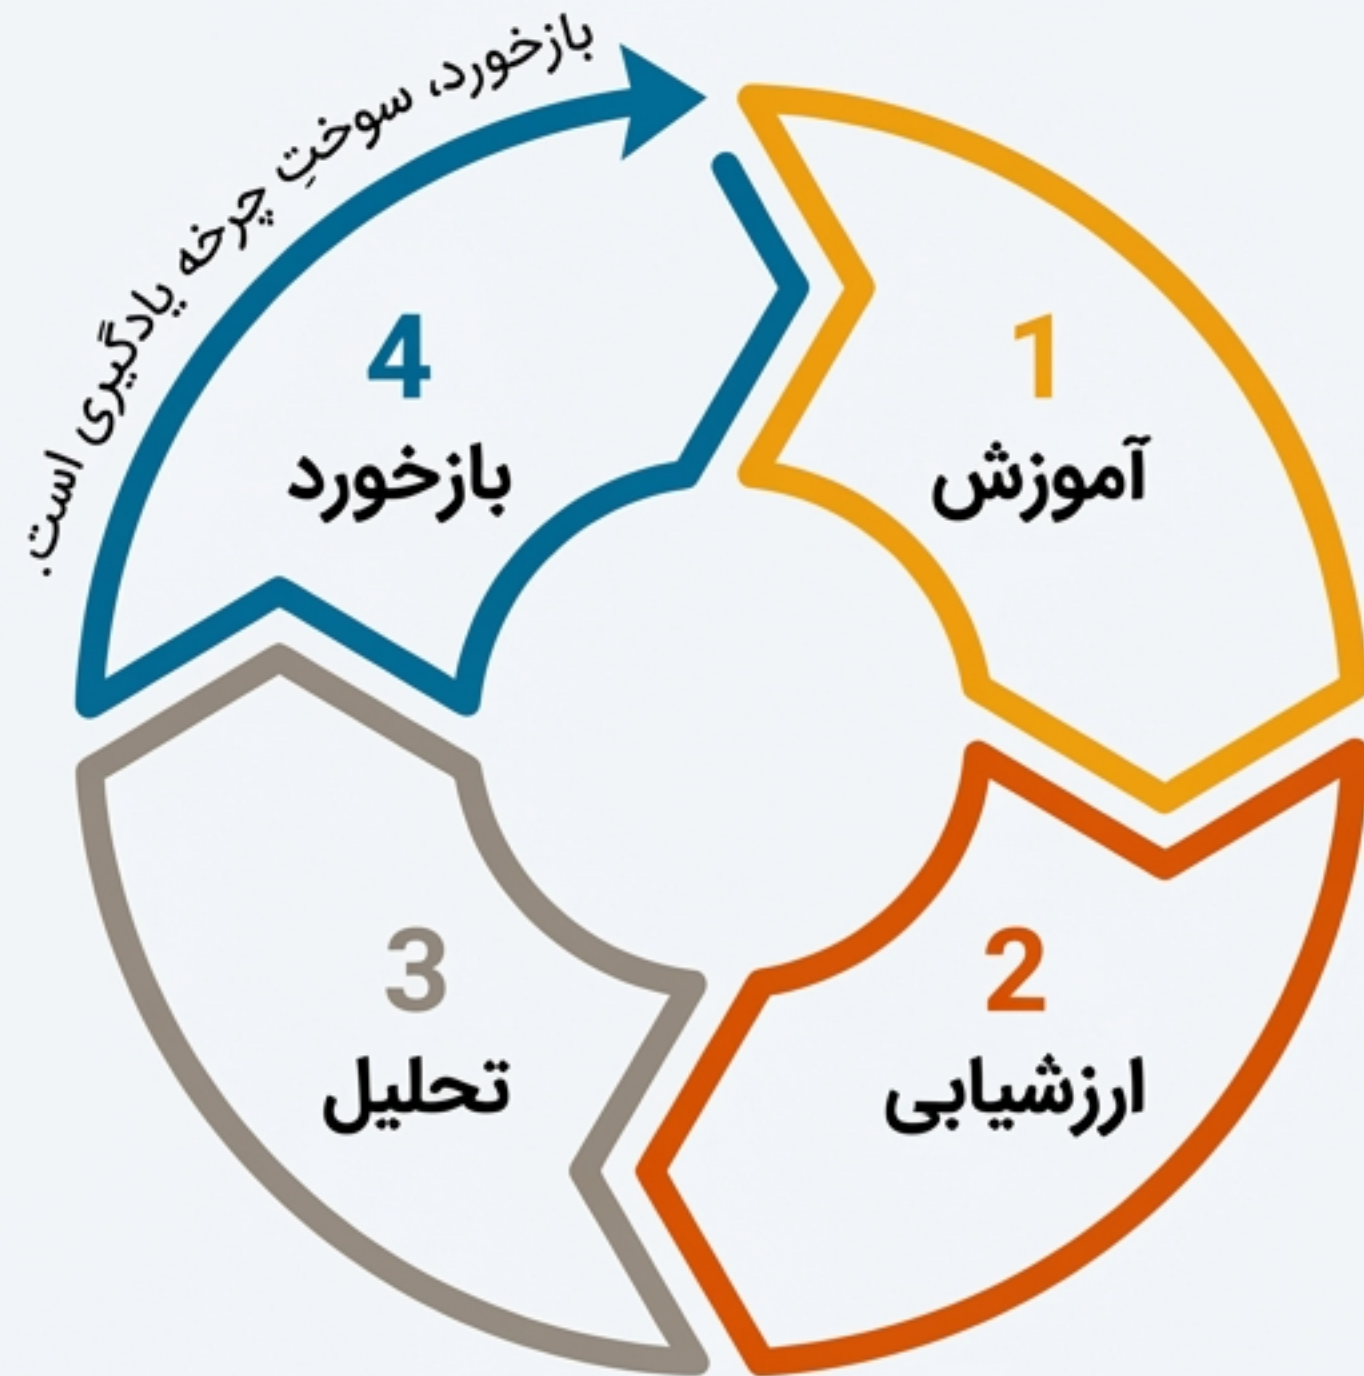 بازخورد، سوختِ چرخه یادگیری است.
1
آموزش
2
ارزشیابی
3
تحلیل
4
بازخورد